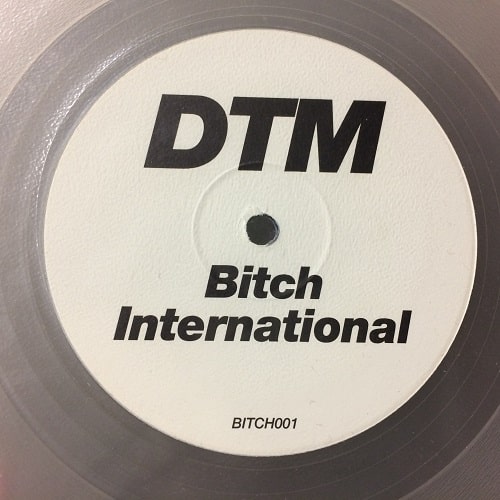 DTM
Bitch
International
BITCH001